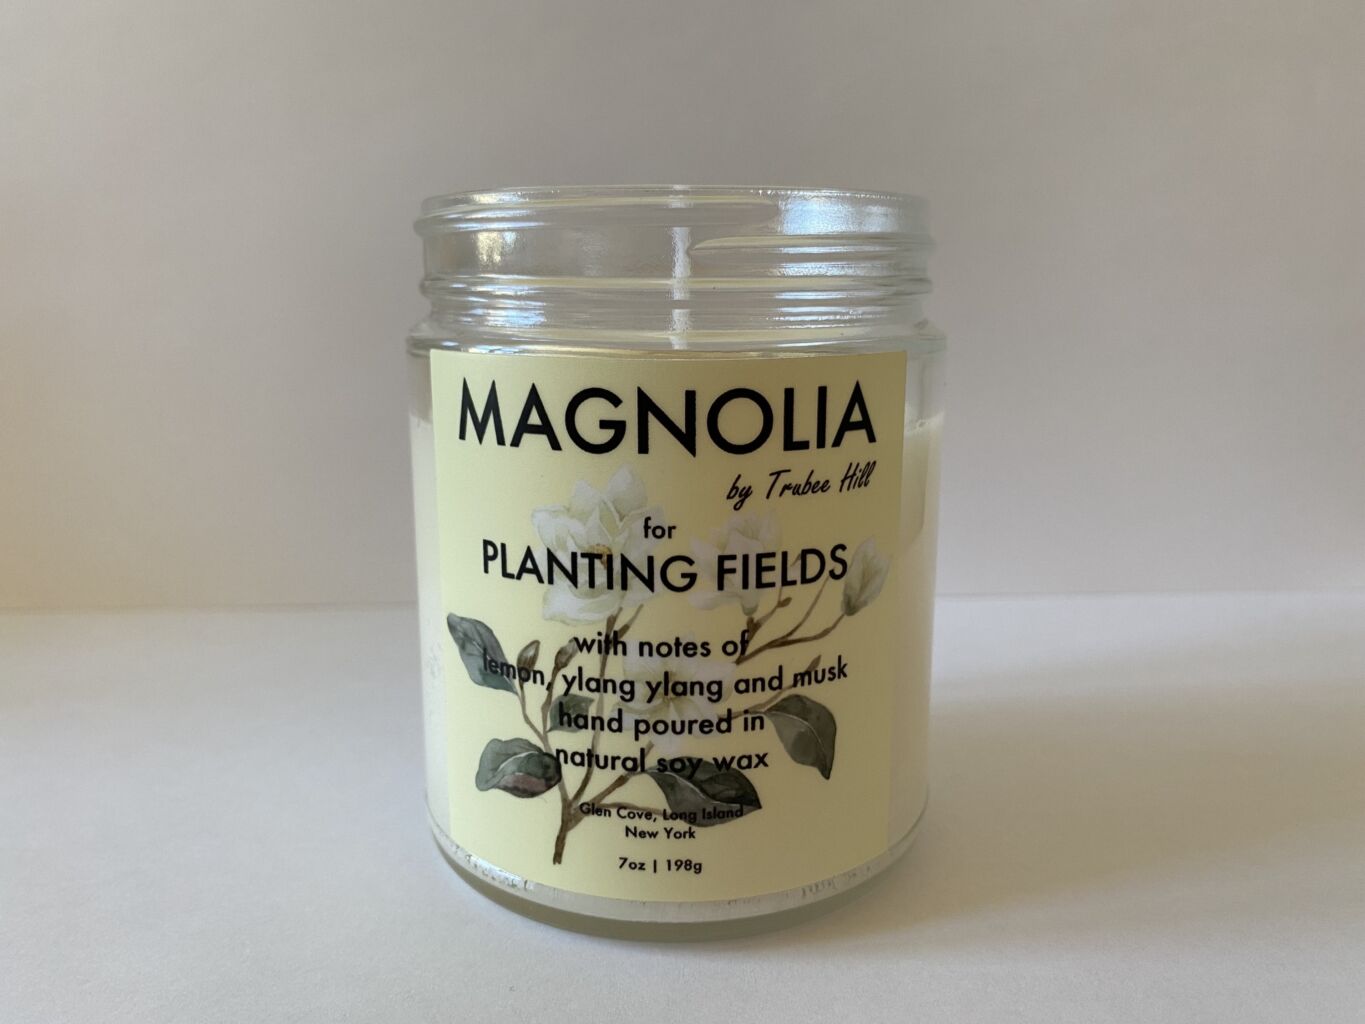 MAGNOLIA
by Trubee Hill
for
PLANTING FIELDS
with notes of
lemon, ylang ylang and musk
hand poured in
natural soy wax
Glen Cove, Long Island
New York
7oz | 198g